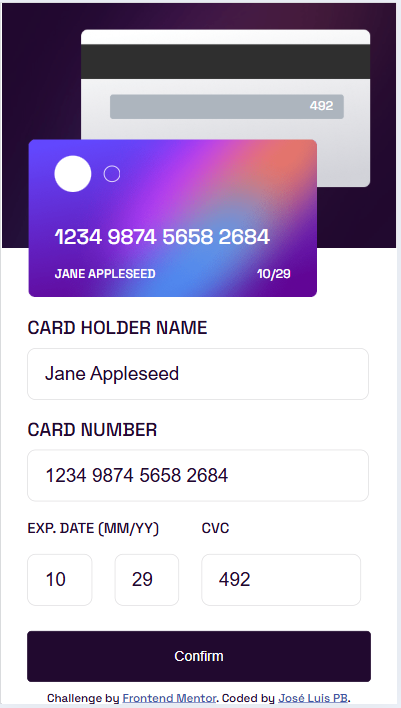 492
1234 9874 5658 2684
JANE APPLESEED 10/29
CARD HOLDER NAME
Jane Appleseed
CARD NUMBER
1234 9874 5658 2684
EXP. DATE (MM/YY) CVC
10 29 492
Confirm
Challenge by Frontend Mentor. Coded by José Luis PB.